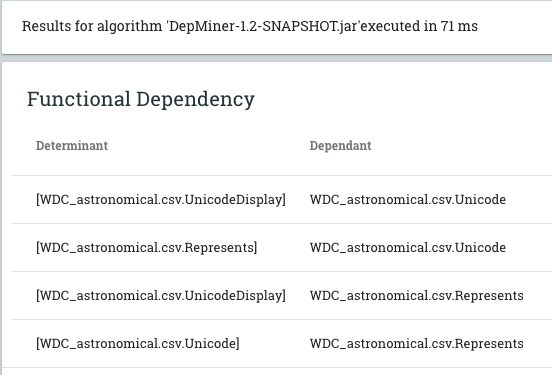 Results for algorithm 'DepMiner-1.2-SNAPSHOT.jar'executed in 71 ms
Functional Dependency
Determinant Dependant
[WDC_astronomical.csv.UnicodeDisplay] WDC_astronomical.csv.Unicode
[WDC_astronomical.csv.Represents] WDC_astronomical.csv.Unicode
[WDC_astronomical.csv.UnicodeDisplay] WDC_astronomical.csv.Represents
[WDC_astronomical.csv.Unicode] WDC_astronomical.csv.Represents